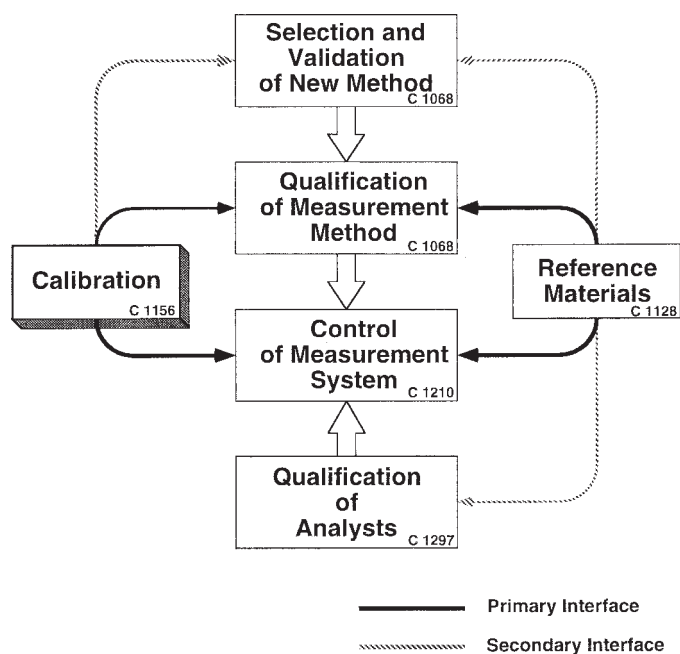 Selection and
Validation
of New Method
C 1068
Qualification
of Measurement
Method
C 1068
Calibration
C 1156
Reference
Materials
C 1128
Control
of Measurement
System
C 1210
Qualification
of
Analysts
C 1297
Primary Interface
Secondary Interface